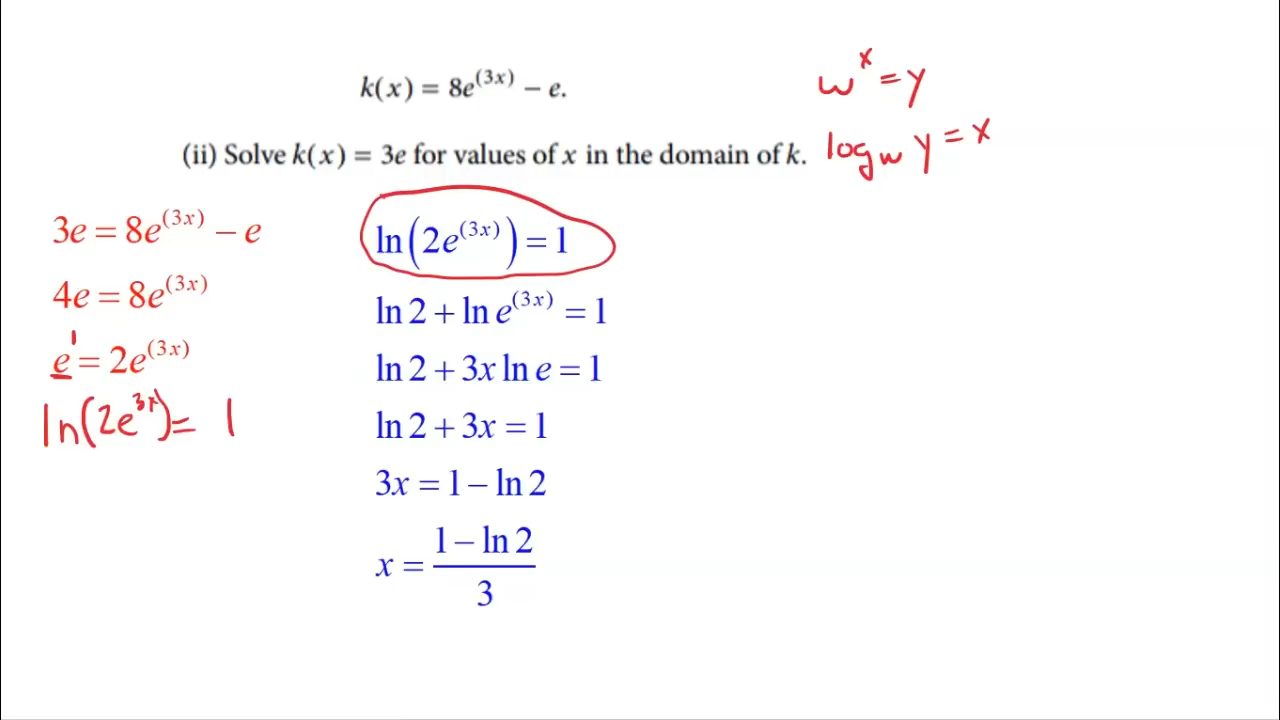 k(x) = 8e^(3x) − e.
w^x = y
(ii) Solve k(x) = 3e for values of x in the domain of k.
log_w y = x
3e = 8e^(3x) − e
4e = 8e^(3x)
e^1 = 2e^(3x)
ln(2e^3x) = 1
ln(2e^(3x)) = 1
ln 2 + ln e^(3x) = 1
ln 2 + 3x ln e = 1
ln 2 + 3x = 1
3x = 1 − ln 2
x = (1 − ln 2)/3